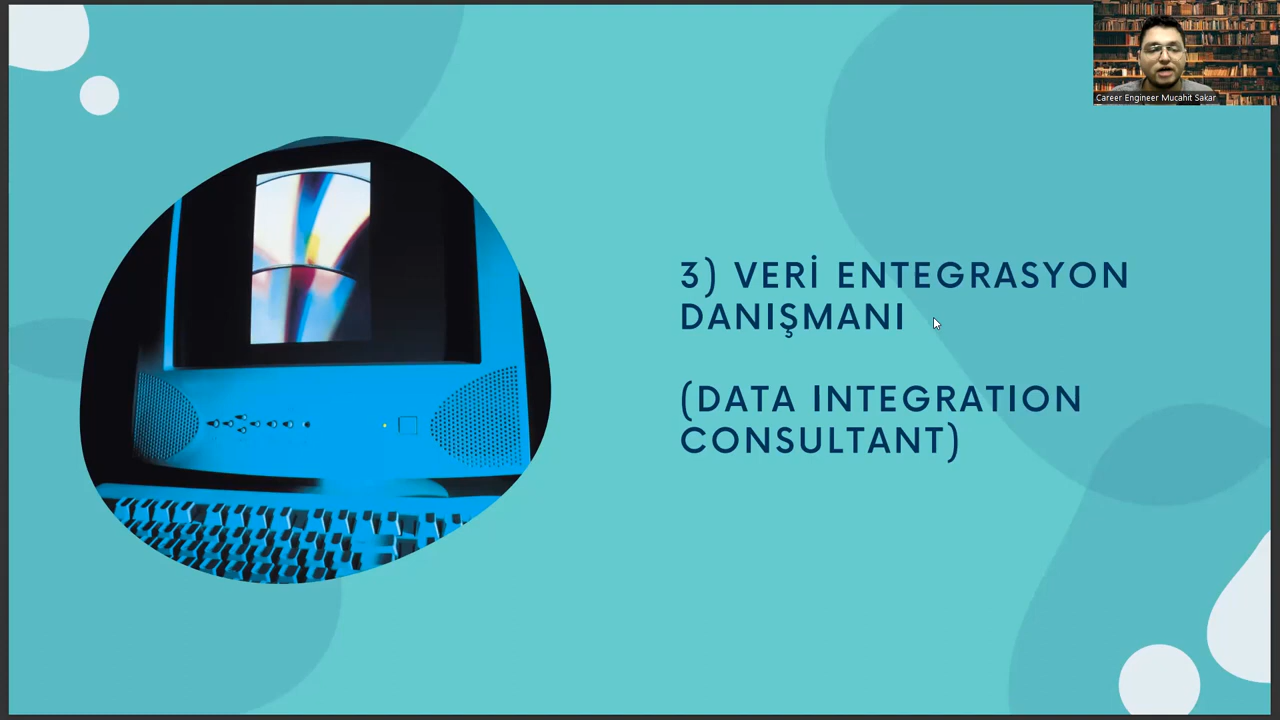 Career Engineer Mucahit Sakar
3) VERİ ENTEGRASYON
DANIŞMANI
(DATA INTEGRATION
CONSULTANT)